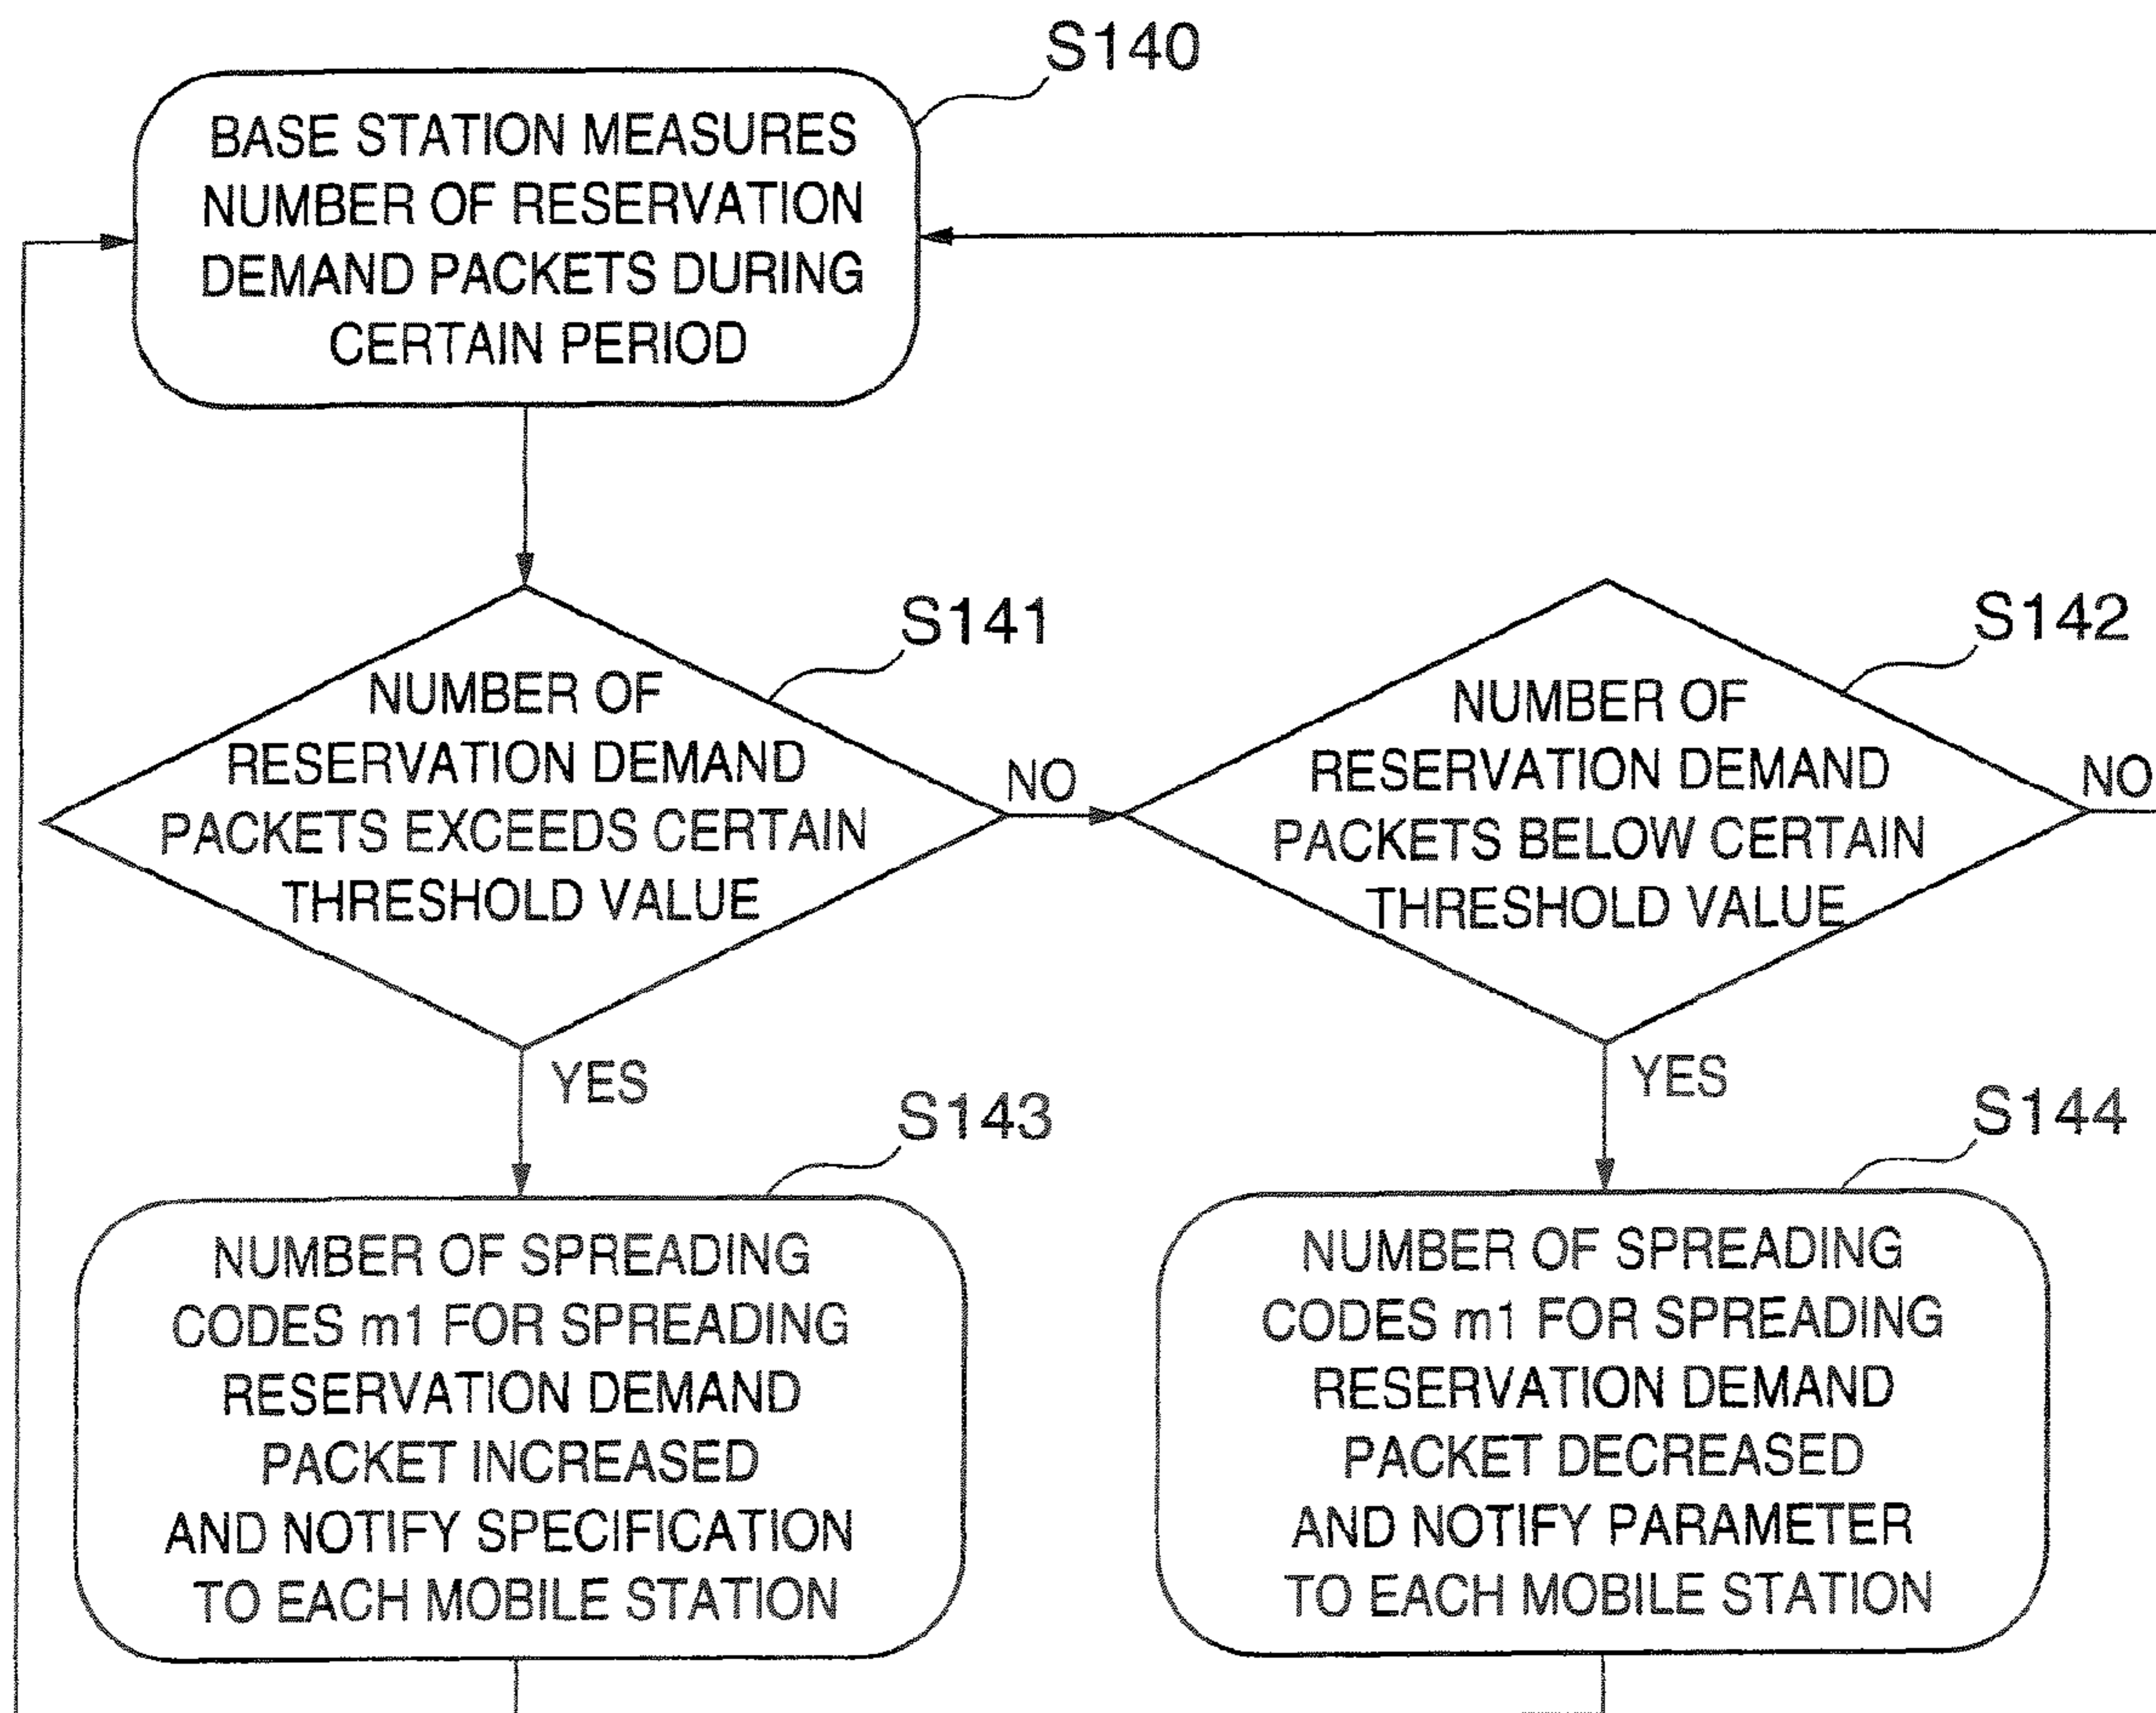 S140
BASE STATION MEASURES
NUMBER OF RESERVATION
DEMAND PACKETS DURING
CERTAIN PERIOD
S141
NUMBER OF
RESERVATION DEMAND
PACKETS EXCEEDS CERTAIN
THRESHOLD VALUE
NO
YES
S142
NUMBER OF
RESERVATION DEMAND
PACKETS BELOW CERTAIN
THRESHOLD VALUE
NO
YES
S143
NUMBER OF SPREADING
CODES m1 FOR SPREADING
RESERVATION DEMAND
PACKET INCREASED
AND NOTIFY SPECIFICATION
TO EACH MOBILE STATION
S144
NUMBER OF SPREADING
CODES m1 FOR SPREADING
RESERVATION DEMAND
PACKET DECREASED
AND NOTIFY PARAMETER
TO EACH MOBILE STATION